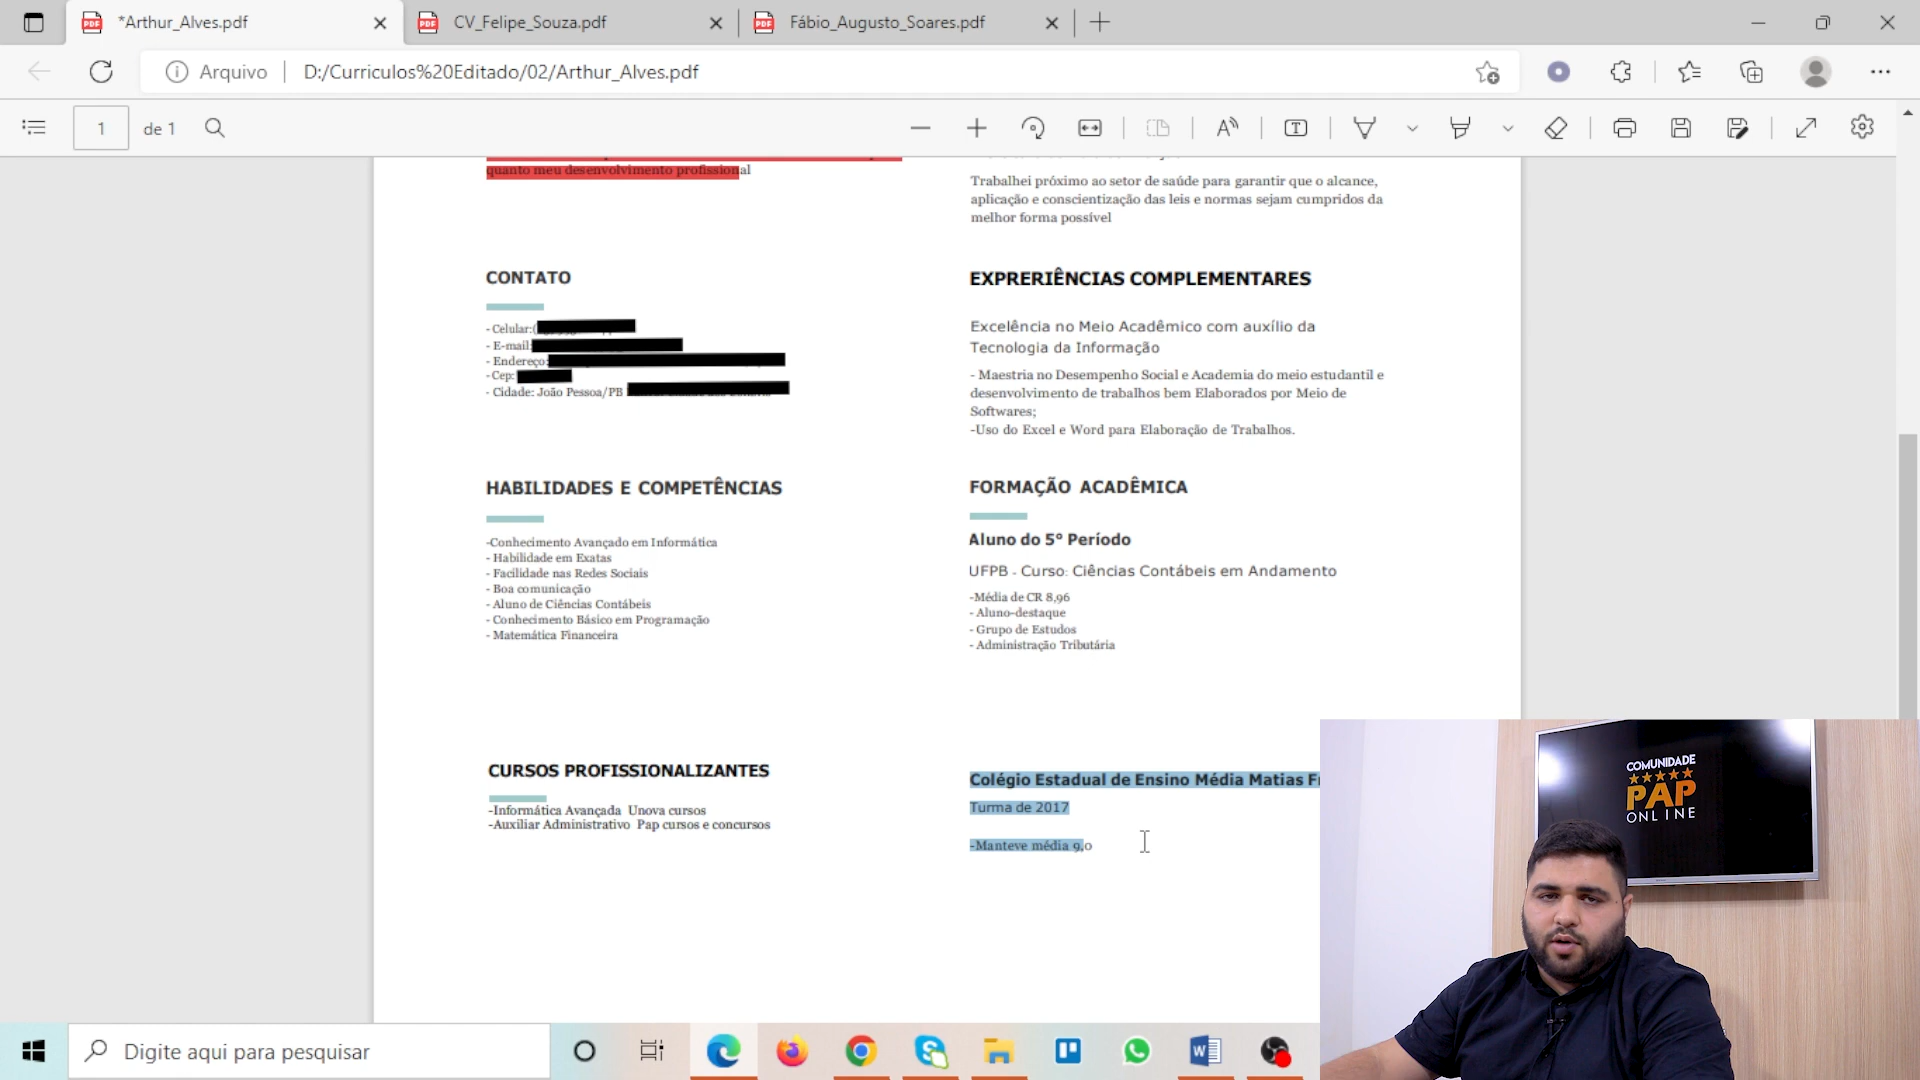 *Arthur_Alves.pdf
CV_Felipe_Souza.pdf
Fábio_Augusto_Soares.pdf
Arquivo
D:/Curriculos%20Editado/02/Arthur_Alves.pdf
1
de 1
quanto meu desenvolvimento profissional
Trabalhei próximo ao setor de saúde para garantir que o alcance,
aplicação e conscientização das leis e normas sejam cumpridos da
melhor forma possível
CONTATO
- Celular:(
- E-mail:
- Endereço:
- Cep:
- Cidade: João Pessoa/PB
EXPRERIÊNCIAS COMPLEMENTARES
Excelência no Meio Acadêmico com auxílio da
Tecnologia da Informação
- Maestria no Desempenho Social e Academia do meio estudantil e
desenvolvimento de trabalhos bem Elaborados por Meio de
Softwares;
-Uso do Excel e Word para Elaboração de Trabalhos.
HABILIDADES E COMPETÊNCIAS
-Conhecimento Avançado em Informática
- Habilidade em Exatas
- Facilidade nas Redes Sociais
- Boa comunicação
- Aluno de Ciências Contábeis
- Conhecimento Básico em Programação
- Matemática Financeira
FORMAÇÃO ACADÊMICA
Aluno do 5° Período
UFPB - Curso: Ciências Contábeis em Andamento
-Média de CR 8,96
- Aluno-destaque
- Grupo de Estudos
- Administração Tributária
CURSOS PROFISSIONALIZANTES
-Informática Avançada Unova cursos
-Auxiliar Administrativo Pap cursos e concursos
Colégio Estadual de Ensino Média Matias
Turma de 2017
-Manteve média 9,0
COMUNIDADE
PAP
ONLINE
Digite aqui para pesquisar